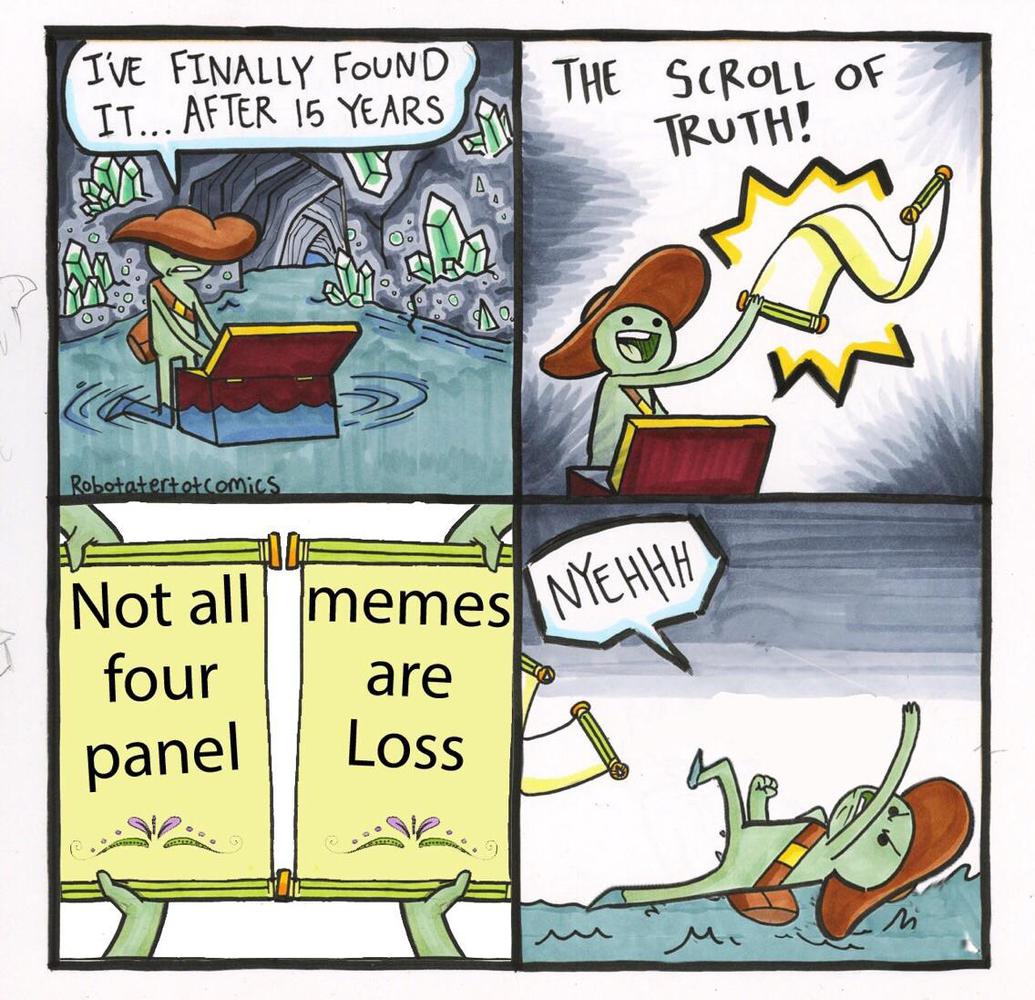 I'VE FINALLY FOUND
IT... AFTER 15 YEARS
Robotatertotcomics
THE SCROLL OF
TRUTH!
Not all
four
panel
memes
are
Loss
NYEHHH